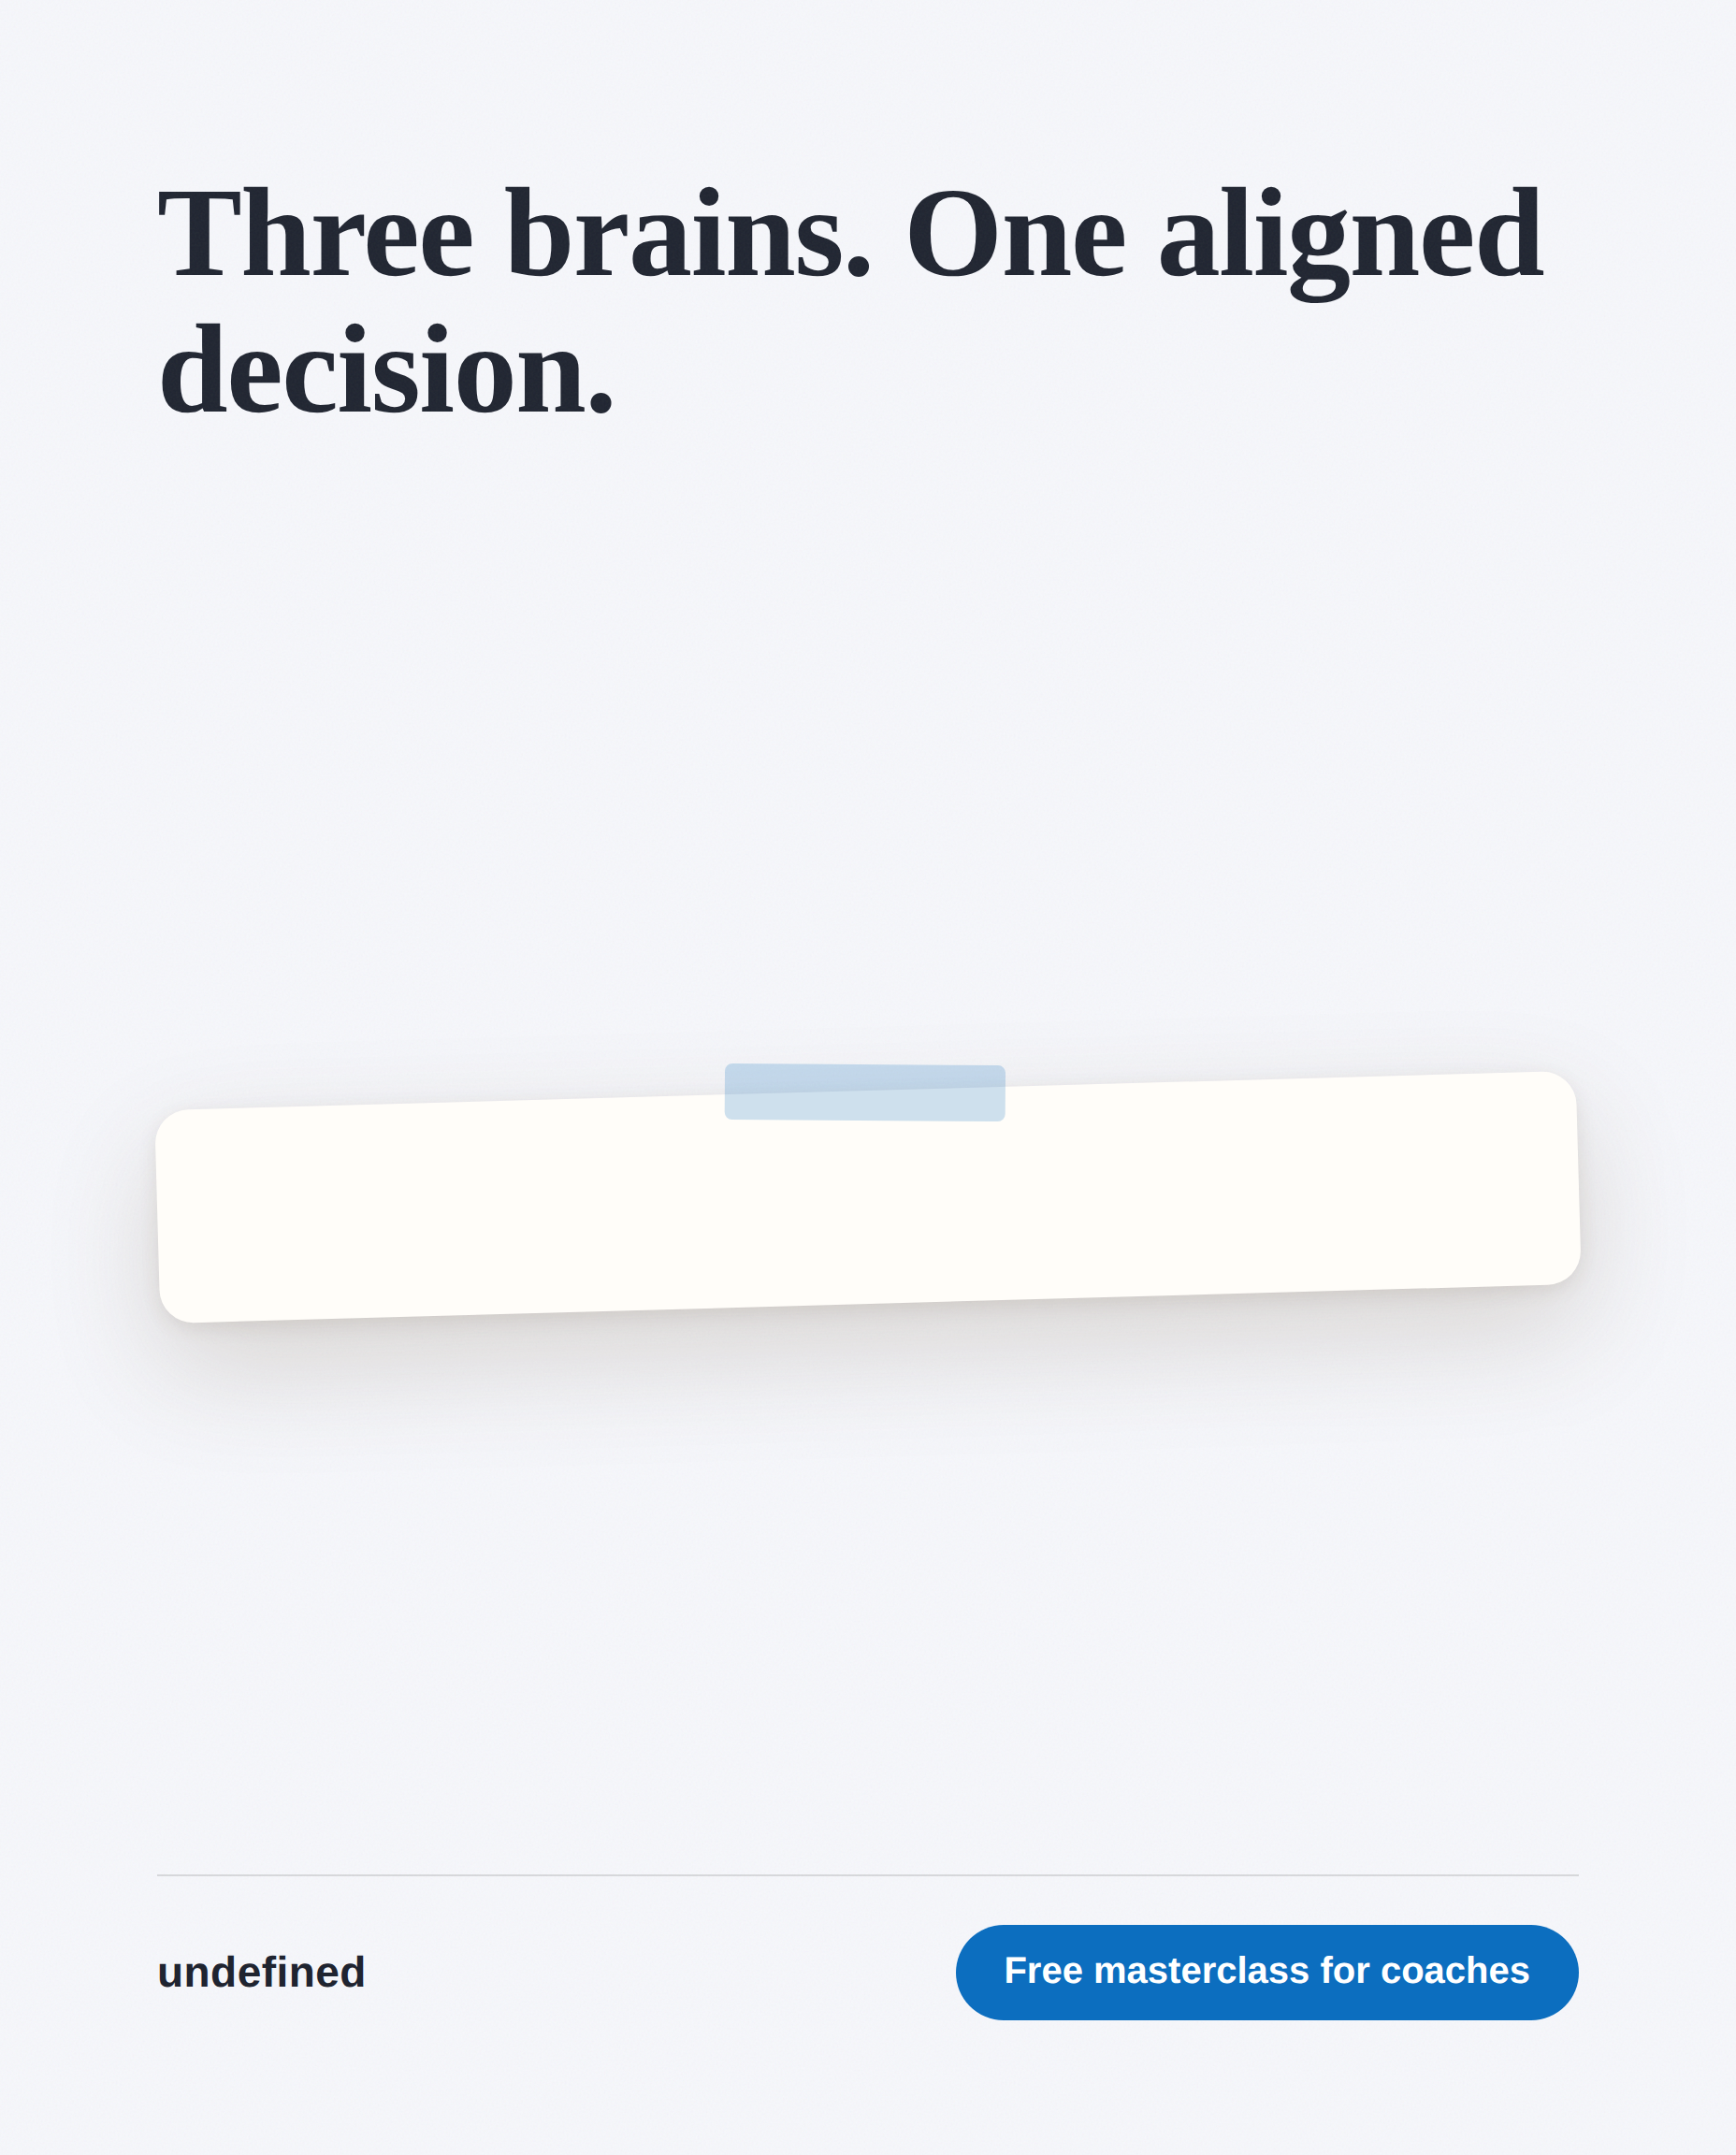 Three brains. One aligned
decision.
undefined
Free masterclass for coaches